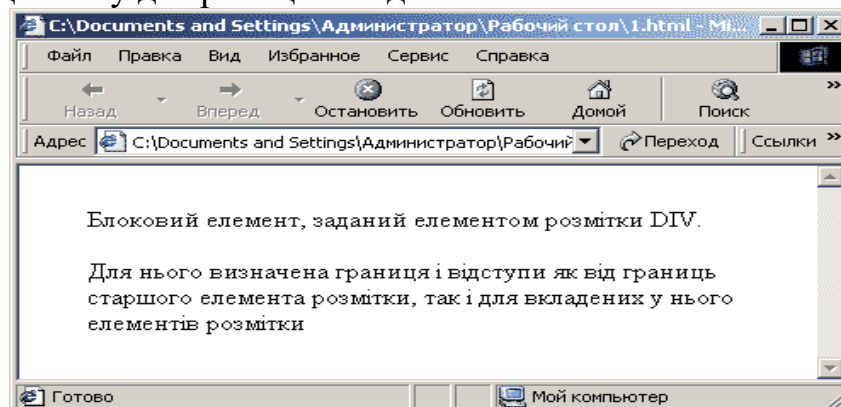 C:\Documents and Settings\Администратор\Рабочий стол\1.html - Mi...
Файл Правка Вид Избранное Сервис Справка
Назад Вперед Остановить Обновить Домой Поиск »
Адрес C:\Documents and Settings\Администратор\Рабочий Переход Ссылки »
Блоковий елемент, заданий елементом розмітки DIV.
Для нього визначена границя і відступи як від границь
старшого елемента розмітки, так і для вкладених у нього
елементів розмітки
Готово Мой компьютер